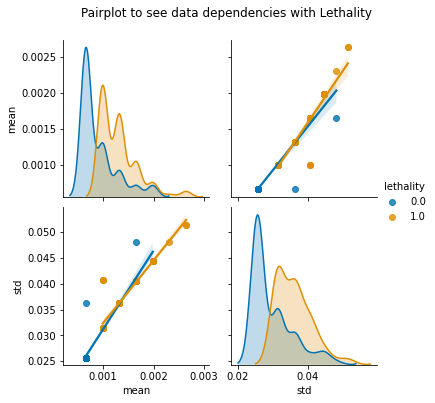 Pairplot to see data dependencies with Lethality
0.0025
0.0020
0.0015
0.0010
mean
lethality
0.0
1.0
0.050
0.045
0.040
0.035
0.030
0.025
std
0.001 0.002 0.003
mean
0.02 0.04
std